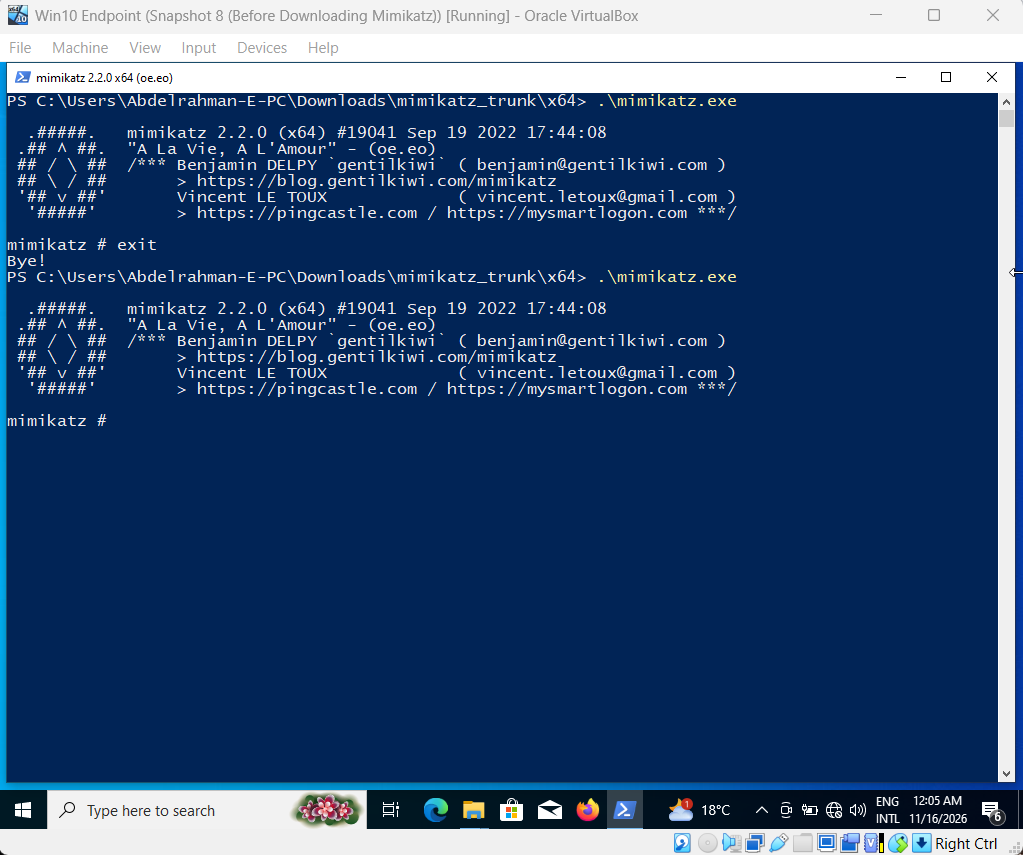 Win10 Endpoint (Snapshot 8 (Before Downloading Mimikatz)) [Running] - Oracle VirtualBox
File Machine View Input Devices Help
mimikatz 2.2.0 x64 (oe.eo)
PS C:\Users\Abdelrahman-E-PC\Downloads\mimikatz_trunk\x64> .\mimikatz.exe
.#####. mimikatz 2.2.0 (x64) #19041 Sep 19 2022 17:44:08
.## ^ ##. "A La Vie, A L'Amour" - (oe.eo)
## / \ ## /*** Benjamin DELPY `gentilkiwi` ( benjamin@gentilkiwi.com )
## \ / ## > https://blog.gentilkiwi.com/mimikatz
'## v ##' Vincent LE TOUX ( vincent.letoux@gmail.com )
'#####' > https://pingcastle.com / https://mysmartlogon.com ***/
mimikatz # exit
Bye!
PS C:\Users\Abdelrahman-E-PC\Downloads\mimikatz_trunk\x64> .\mimikatz.exe
.#####. mimikatz 2.2.0 (x64) #19041 Sep 19 2022 17:44:08
.## ^ ##. "A La Vie, A L'Amour" - (oe.eo)
## / \ ## /*** Benjamin DELPY `gentilkiwi` ( benjamin@gentilkiwi.com )
## \ / ## > https://blog.gentilkiwi.com/mimikatz
'## v ##' Vincent LE TOUX ( vincent.letoux@gmail.com )
'#####' > https://pingcastle.com / https://mysmartlogon.com ***/
mimikatz #
Type here to search
1
18°C
ENG
INTL
12:05 AM
11/16/2026
6
Right Ctrl